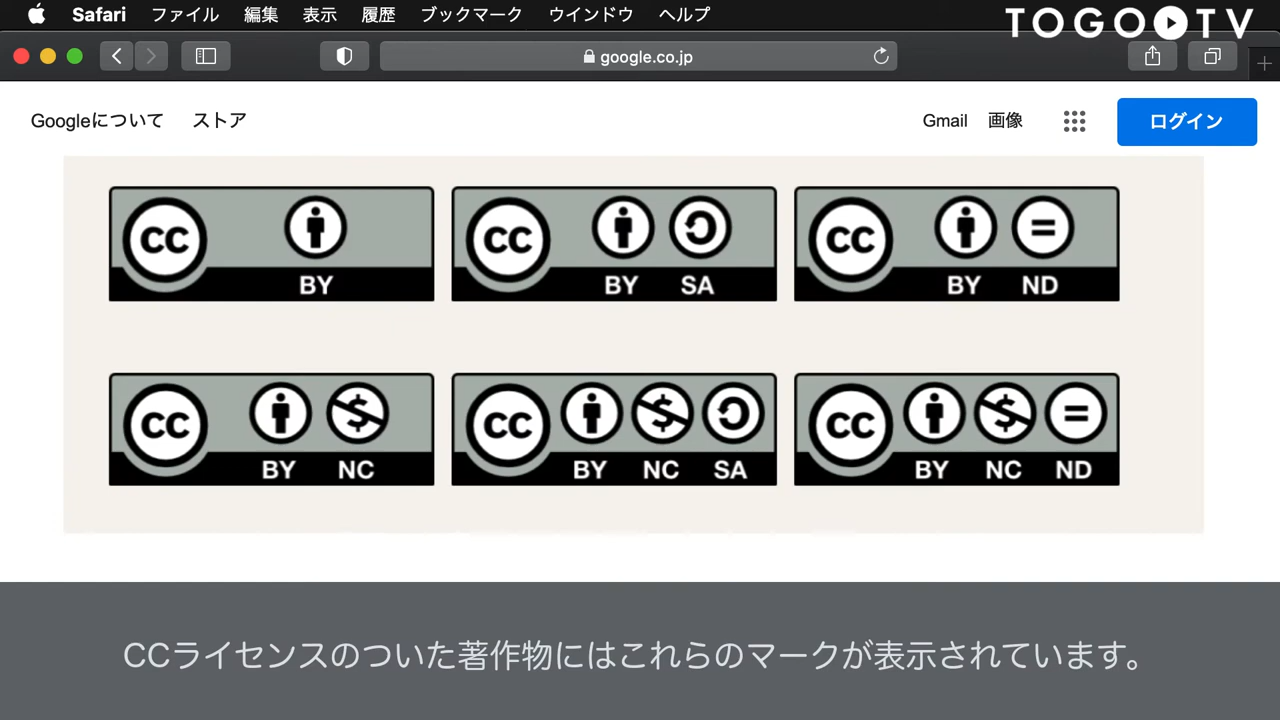 Safari ファイル 編集 表示 履歴 ブックマーク ウインドウ ヘルプ
TOGO TV
google.co.jp
Googleについて ストア Gmail 画像 ログイン
CC BY
CC BY SA
CC BY ND
CC BY NC
CC BY NC SA
CC BY NC ND
CCライセンスのついた著作物にはこれらのマークが表示されています。